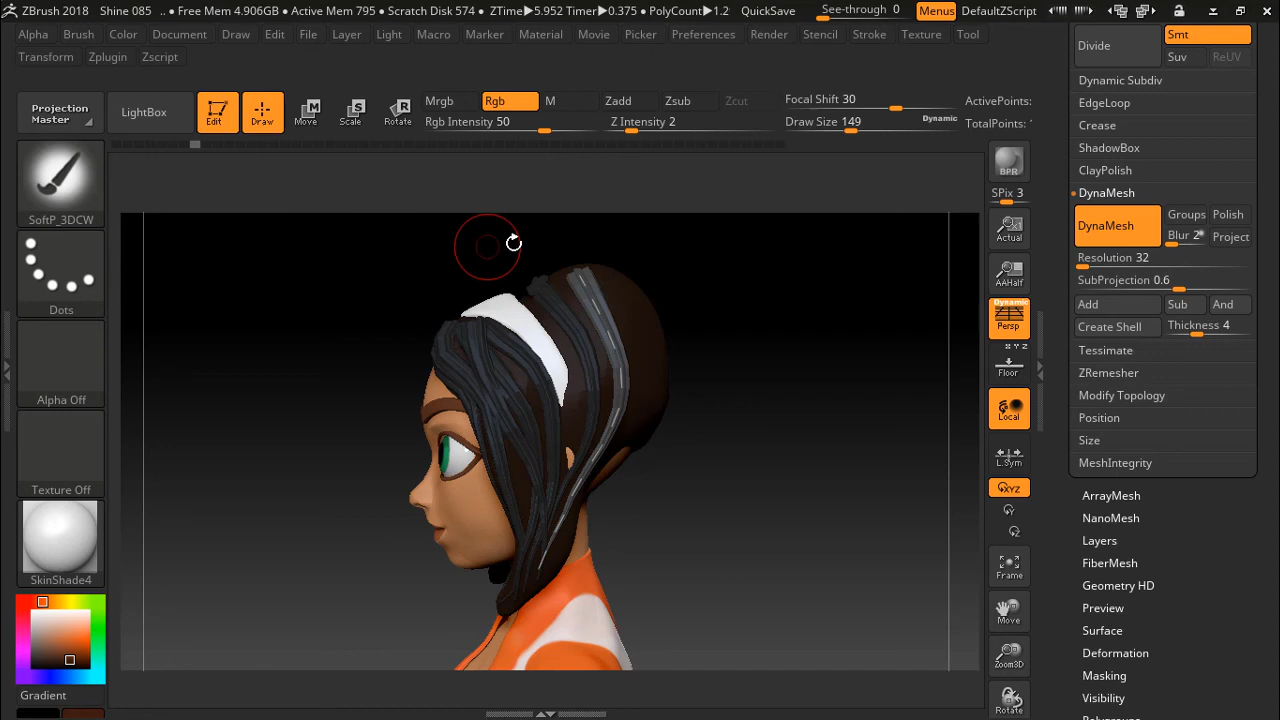 ZBrush 2018 Shine 085 .. • Free Mem 4.906GB • Active Mem 795 • Scratch Disk 574 • ZTime▶5.952 Timer▶0.375 • PolyCount▶1.2 QuickSave See-through 0 Menus DefaultZScript
Alpha Brush Color Document Draw Edit File Layer Light Macro Marker Material Movie Picker Preferences Render Stencil Stroke Texture Tool
Transform Zplugin Zscript
Projection Master
LightBox
Edit Draw Move Scale Rotate
Mrgb Rgb M Zadd Zsub Zcut
Rgb Intensity 50 Z Intensity 2
Focal Shift 30
Draw Size 149 Dynamic
ActivePoints:
TotalPoints:
SoftP_3DCW
Dots
Alpha Off
Texture Off
SkinShade4
Gradient
BPR
SPix 3
Actual
AAHalf
Dynamic
Persp
X Y Z
Floor
Local
L.Sym
XYZ
Y
Z
Frame
Move
Zoom3D
Rotate
Divide Smt
Suv ReUV
Dynamic Subdiv
EdgeLoop
Crease
ShadowBox
ClayPolish
DynaMesh
DynaMesh Groups Polish
Blur 2 Project
Resolution 32
SubProjection 0.6
Add Sub And
Create Shell Thickness 4
Tessimate
ZRemesher
Modify Topology
Position
Size
MeshIntegrity
ArrayMesh
NanoMesh
Layers
FiberMesh
Geometry HD
Preview
Surface
Deformation
Masking
Visibility